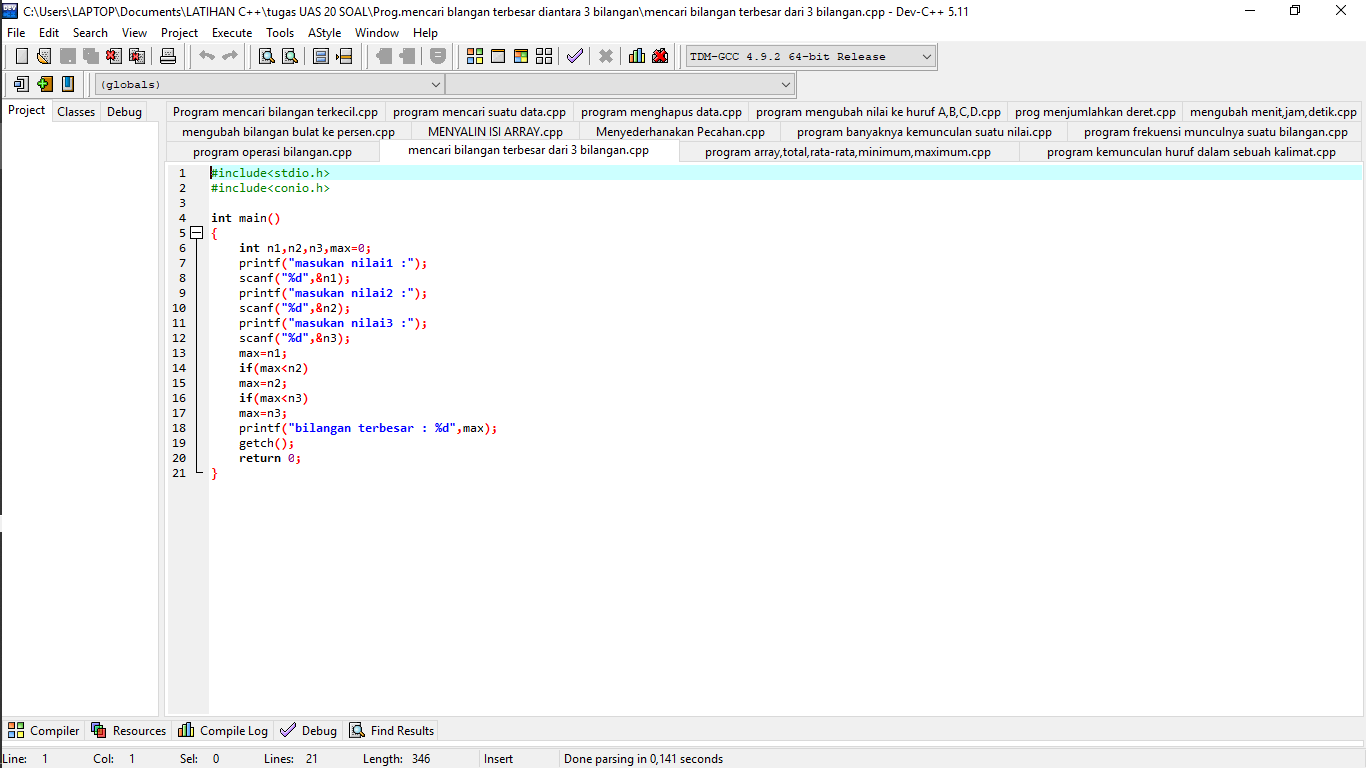 C:\Users\LAPTOP\Documents\LATIHAN C++\tugas UAS 20 SOAL\Prog.mencari blangan terbesar diantara 3 bilangan\mencari bilangan terbesar dari 3 bilangan.cpp - Dev-C++ 5.11
File Edit Search View Project Execute Tools AStyle Window Help
TDM-GCC 4.9.2 64-bit Release
(globals)
Project Classes Debug
Program mencari bilangan terkecil.cpp program mencari suatu data.cpp program menghapus data.cpp program mengubah nilai ke huruf A,B,C,D.cpp prog menjumlahkan deret.cpp mengubah menit,jam,detik.cpp
mengubah bilangan bulat ke persen.cpp MENYALIN ISI ARRAY.cpp Menyederhanakan Pecahan.cpp program banyaknya kemunculan suatu nilai.cpp program frekuensi munculnya suatu bilangan.cpp
program operasi bilangan.cpp mencari bilangan terbesar dari 3 bilangan.cpp program array,total,rata-rata,minimum,maximum.cpp program kemunculan huruf dalam sebuah kalimat.cpp
1 #include<stdio.h>
2 #include<conio.h>
3
4 int main()
5 {
6 int n1,n2,n3,max=0;
7 printf("masukan nilai1 :");
8 scanf("%d",&n1);
9 printf("masukan nilai2 :");
10 scanf("%d",&n2);
11 printf("masukan nilai3 :");
12 scanf("%d",&n3);
13 max=n1;
14 if(max<n2)
15 max=n2;
16 if(max<n3)
17 max=n3;
18 printf("bilangan terbesar : %d",max);
19 getch();
20 return 0;
21 }
Compiler Resources Compile Log Debug Find Results
Line: 1 Col: 1 Sel: 0 Lines: 21 Length: 346 Insert Done parsing in 0,141 seconds